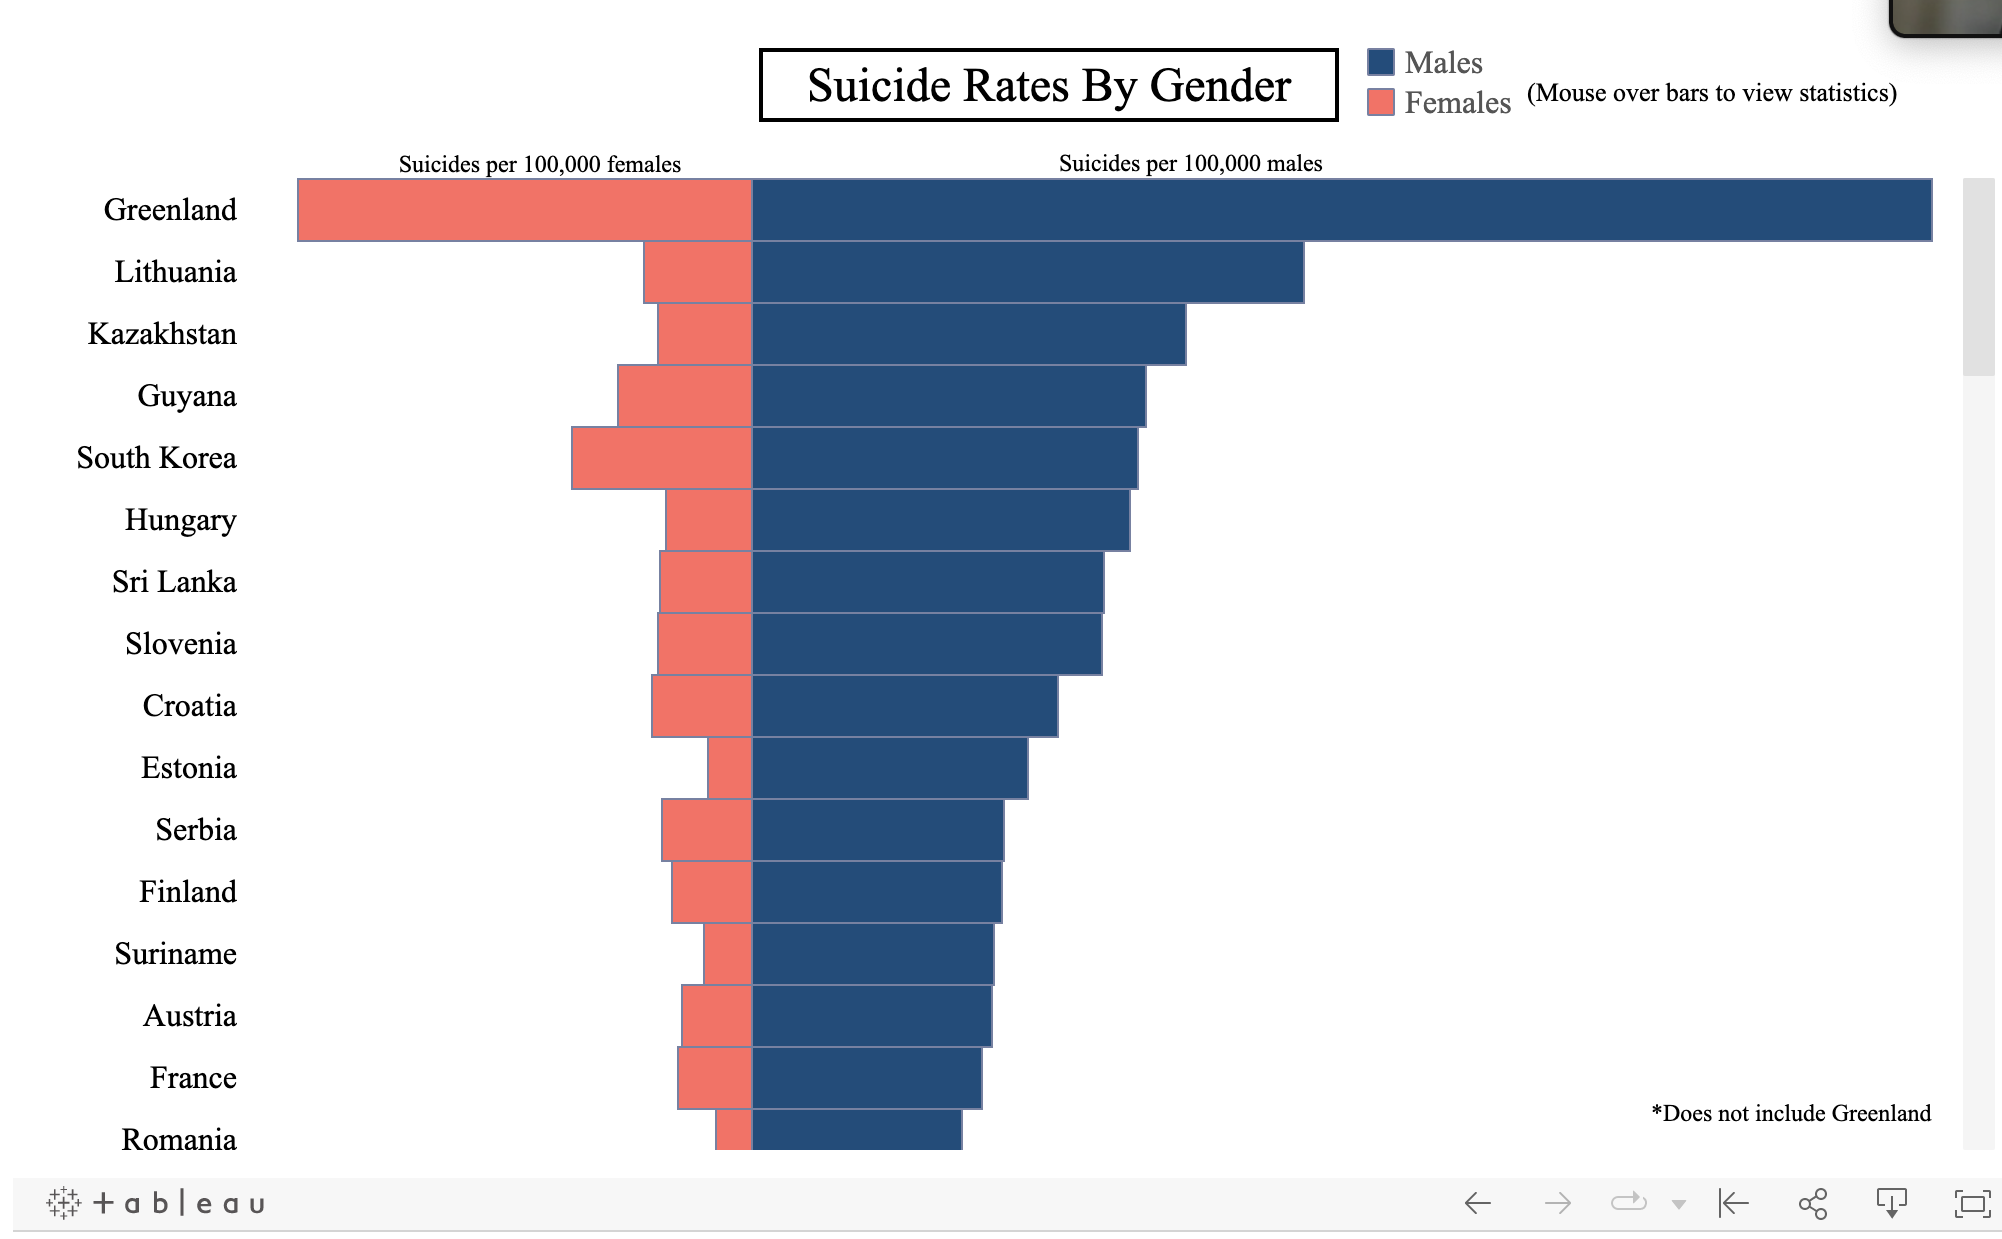 Suicide Rates By Gender
Males
Females
(Mouse over bars to view statistics)
Suicides per 100,000 females
Suicides per 100,000 males
Greenland
Lithuania
Kazakhstan
Guyana
South Korea
Hungary
Sri Lanka
Slovenia
Croatia
Estonia
Serbia
Finland
Suriname
Austria
France
*Does not include Greenland
Romania
+ableau